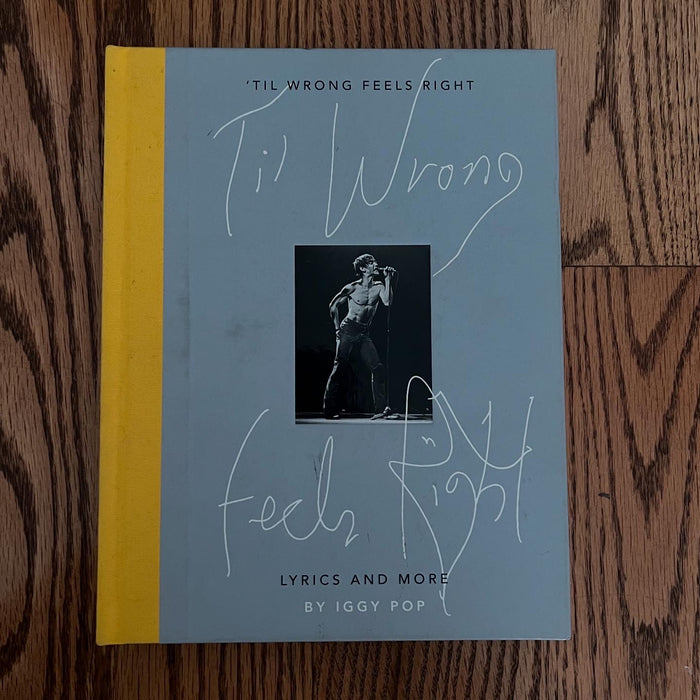 'TIL WRONG FEELS RIGHT
Til Wrong
Feels Right
LYRICS AND MORE
BY IGGY POP